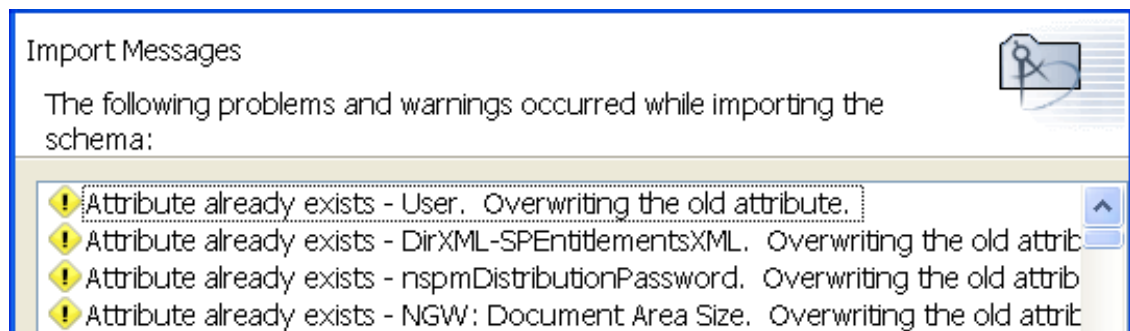 Import Messages
The following problems and warnings occurred while importing the
schema:
Attribute already exists - User. Overwriting the old attribute.
Attribute already exists - DirXML-SPEntitlementsXML. Overwriting the old attrib
Attribute already exists - nspmDistributionPassword. Overwriting the old attrib
Attribute already exists - NGW: Document Area Size. Overwriting the old attrib